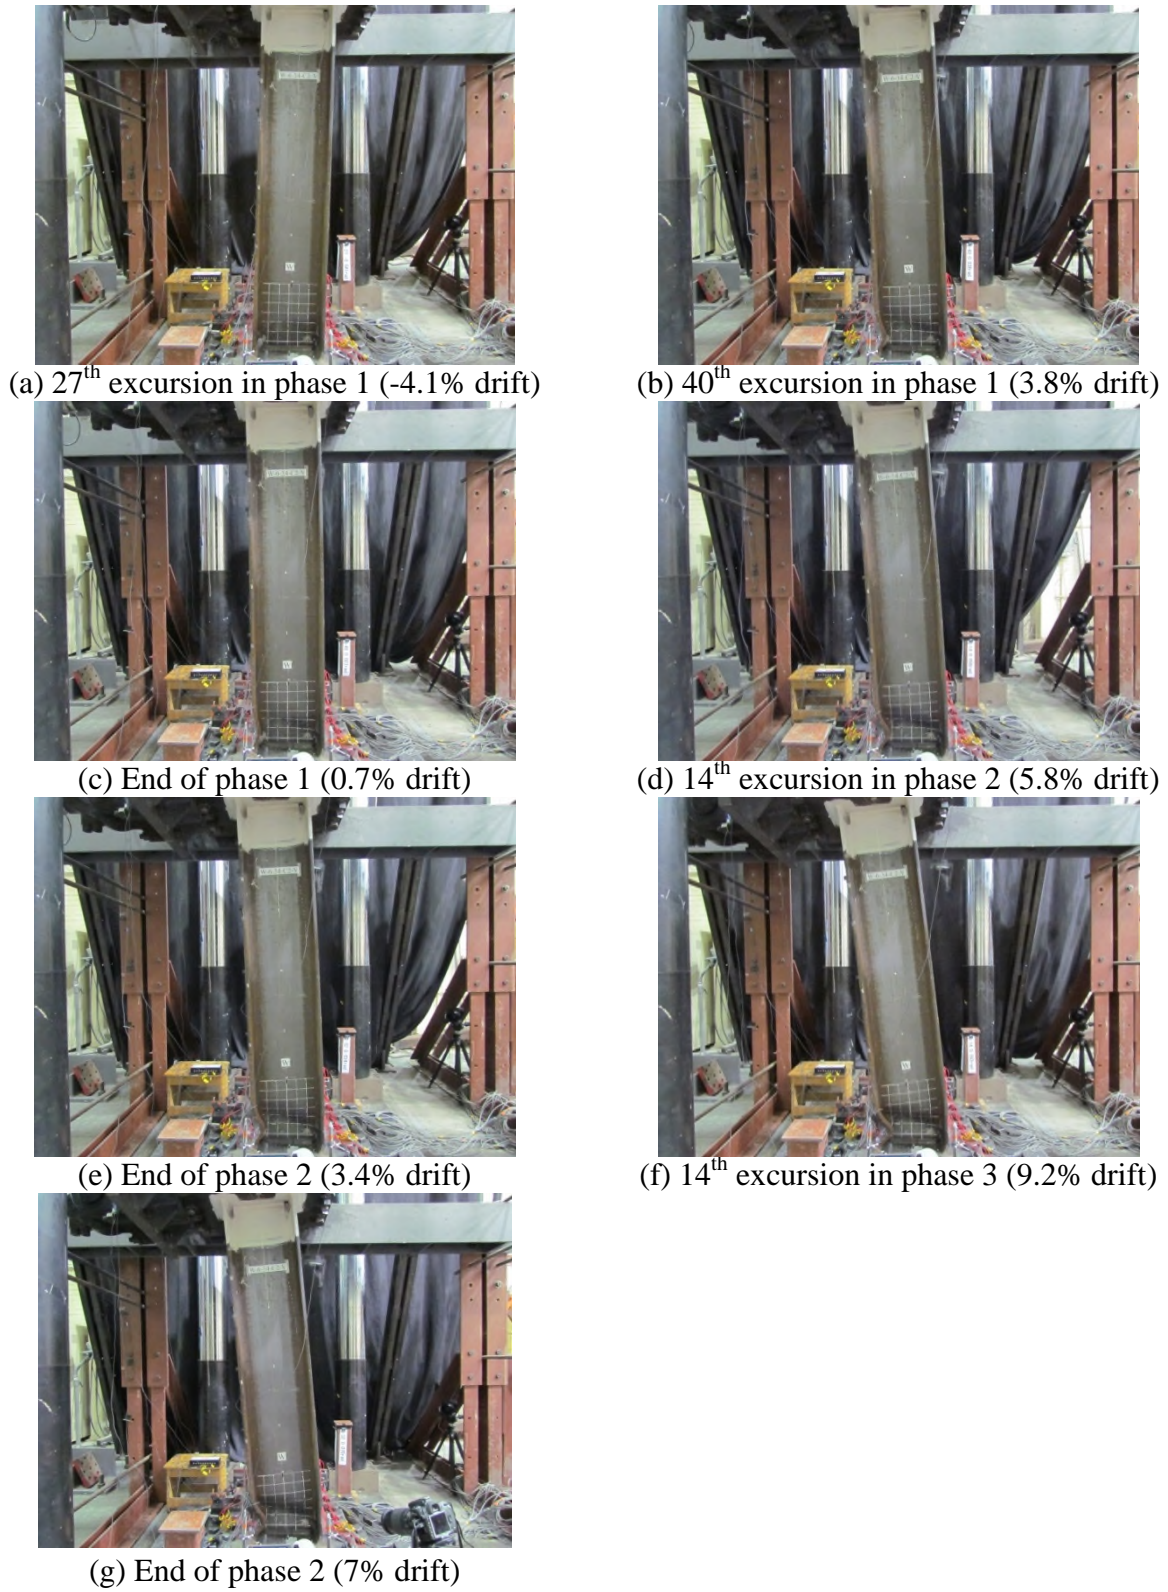 (a) 27th excursion in phase 1 (-4.1% drift)
(b) 40th excursion in phase 1 (3.8% drift)
(c) End of phase 1 (0.7% drift)
(d) 14th excursion in phase 2 (5.8% drift)
(e) End of phase 2 (3.4% drift)
(f) 14th excursion in phase 3 (9.2% drift)
(g) End of phase 2 (7% drift)